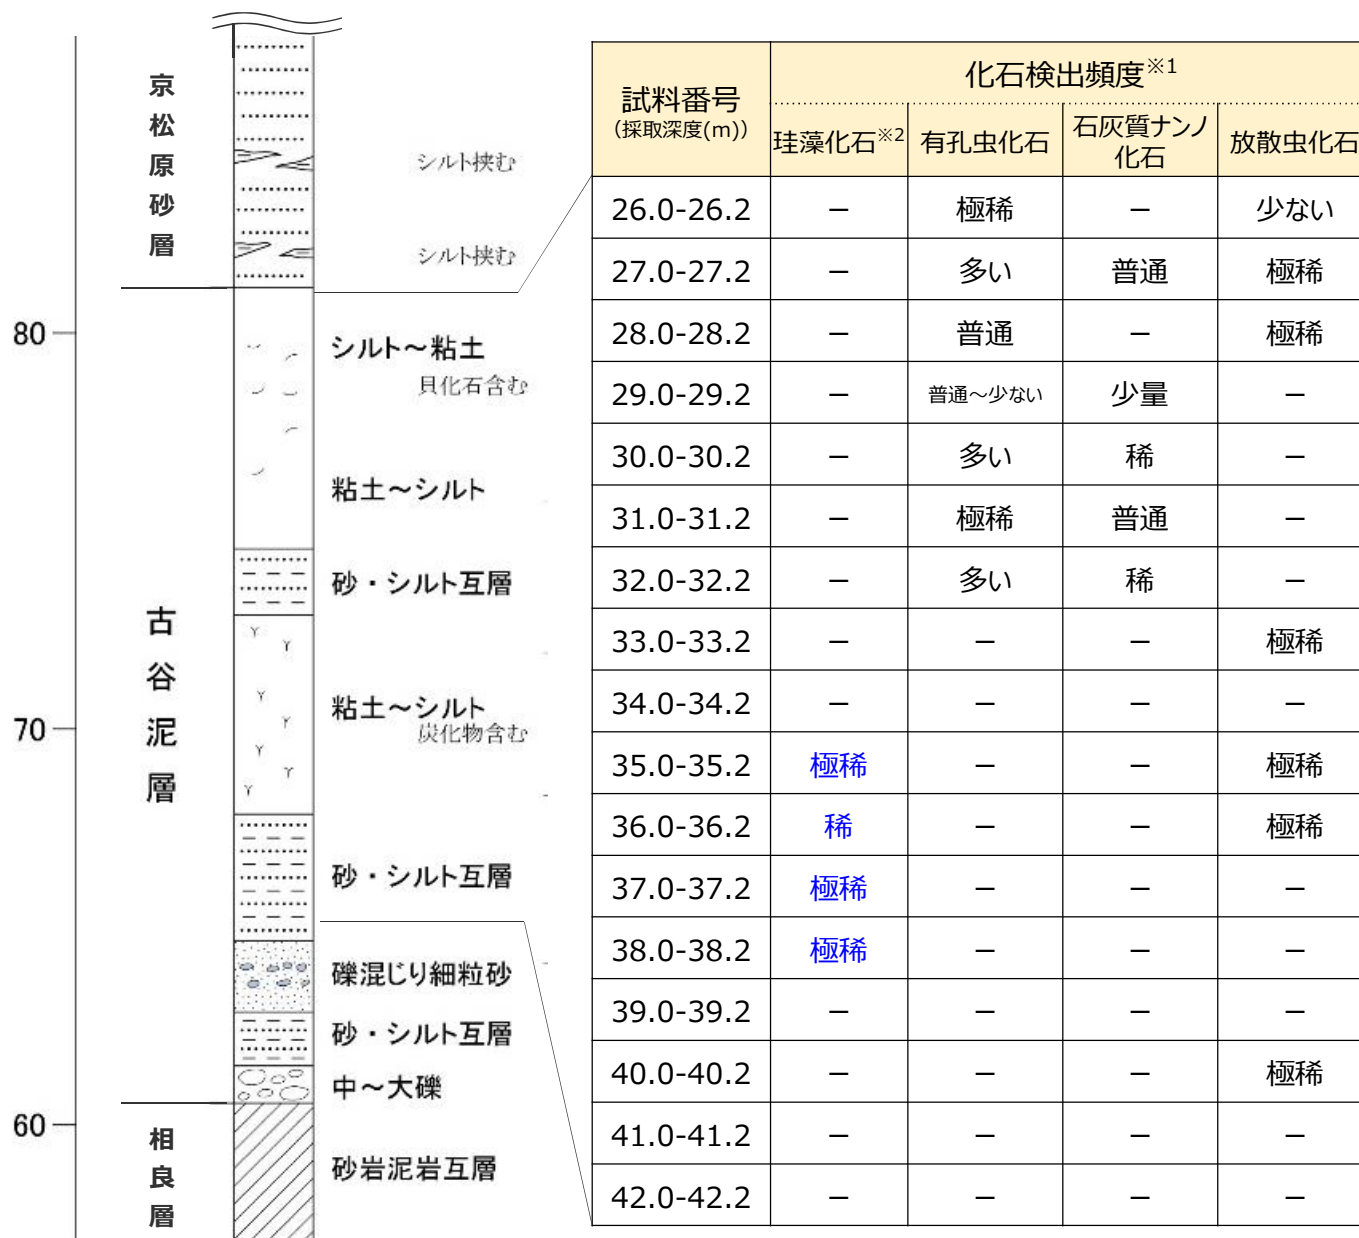 京松原砂層
シルト挟む
シルト挟む
80
シルト〜粘土
貝化石含む
粘土〜シルト
砂・シルト互層
古谷泥層
粘土〜シルト
炭化物含む
70
砂・シルト互層
礫混じり細粒砂
砂・シルト互層
中〜大礫
60
相良層
砂岩泥岩互層
試料番号
(採取深度(m))
化石検出頻度※1
珪藻化石※2 有孔虫化石 石灰質ナンノ化石 放散虫化石
26.0-26.2 − 極稀 − 少ない
27.0-27.2 − 多い 普通 極稀
28.0-28.2 − 普通 − 極稀
29.0-29.2 − 普通〜少ない 少量 −
30.0-30.2 − 多い 稀 −
31.0-31.2 − 極稀 普通 −
32.0-32.2 − 多い 稀 −
33.0-33.2 − − − 極稀
34.0-34.2 − − − −
35.0-35.2 極稀 − − 極稀
36.0-36.2 稀 − − 極稀
37.0-37.2 極稀 − − −
38.0-38.2 極稀 − − −
39.0-39.2 − − − −
40.0-40.2 − − − 極稀
41.0-41.2 − − − −
42.0-42.2 − − − −